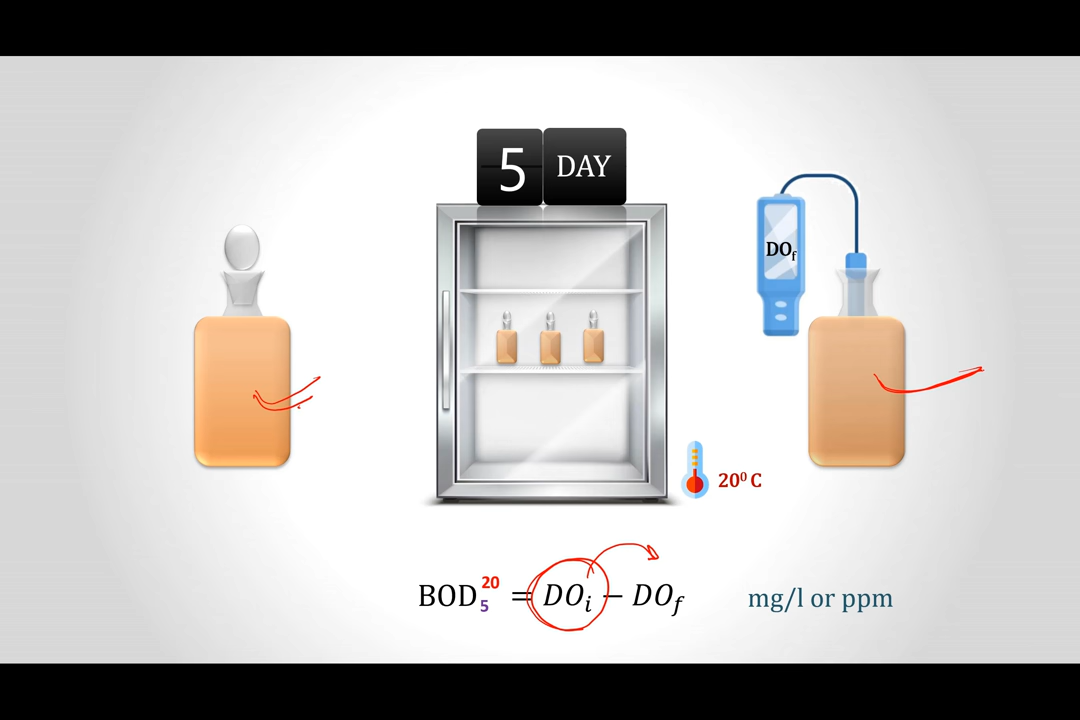 5 DAY
DOf
20⁰ C
BOD₅²⁰ = DOᵢ − DOf
mg/l or ppm